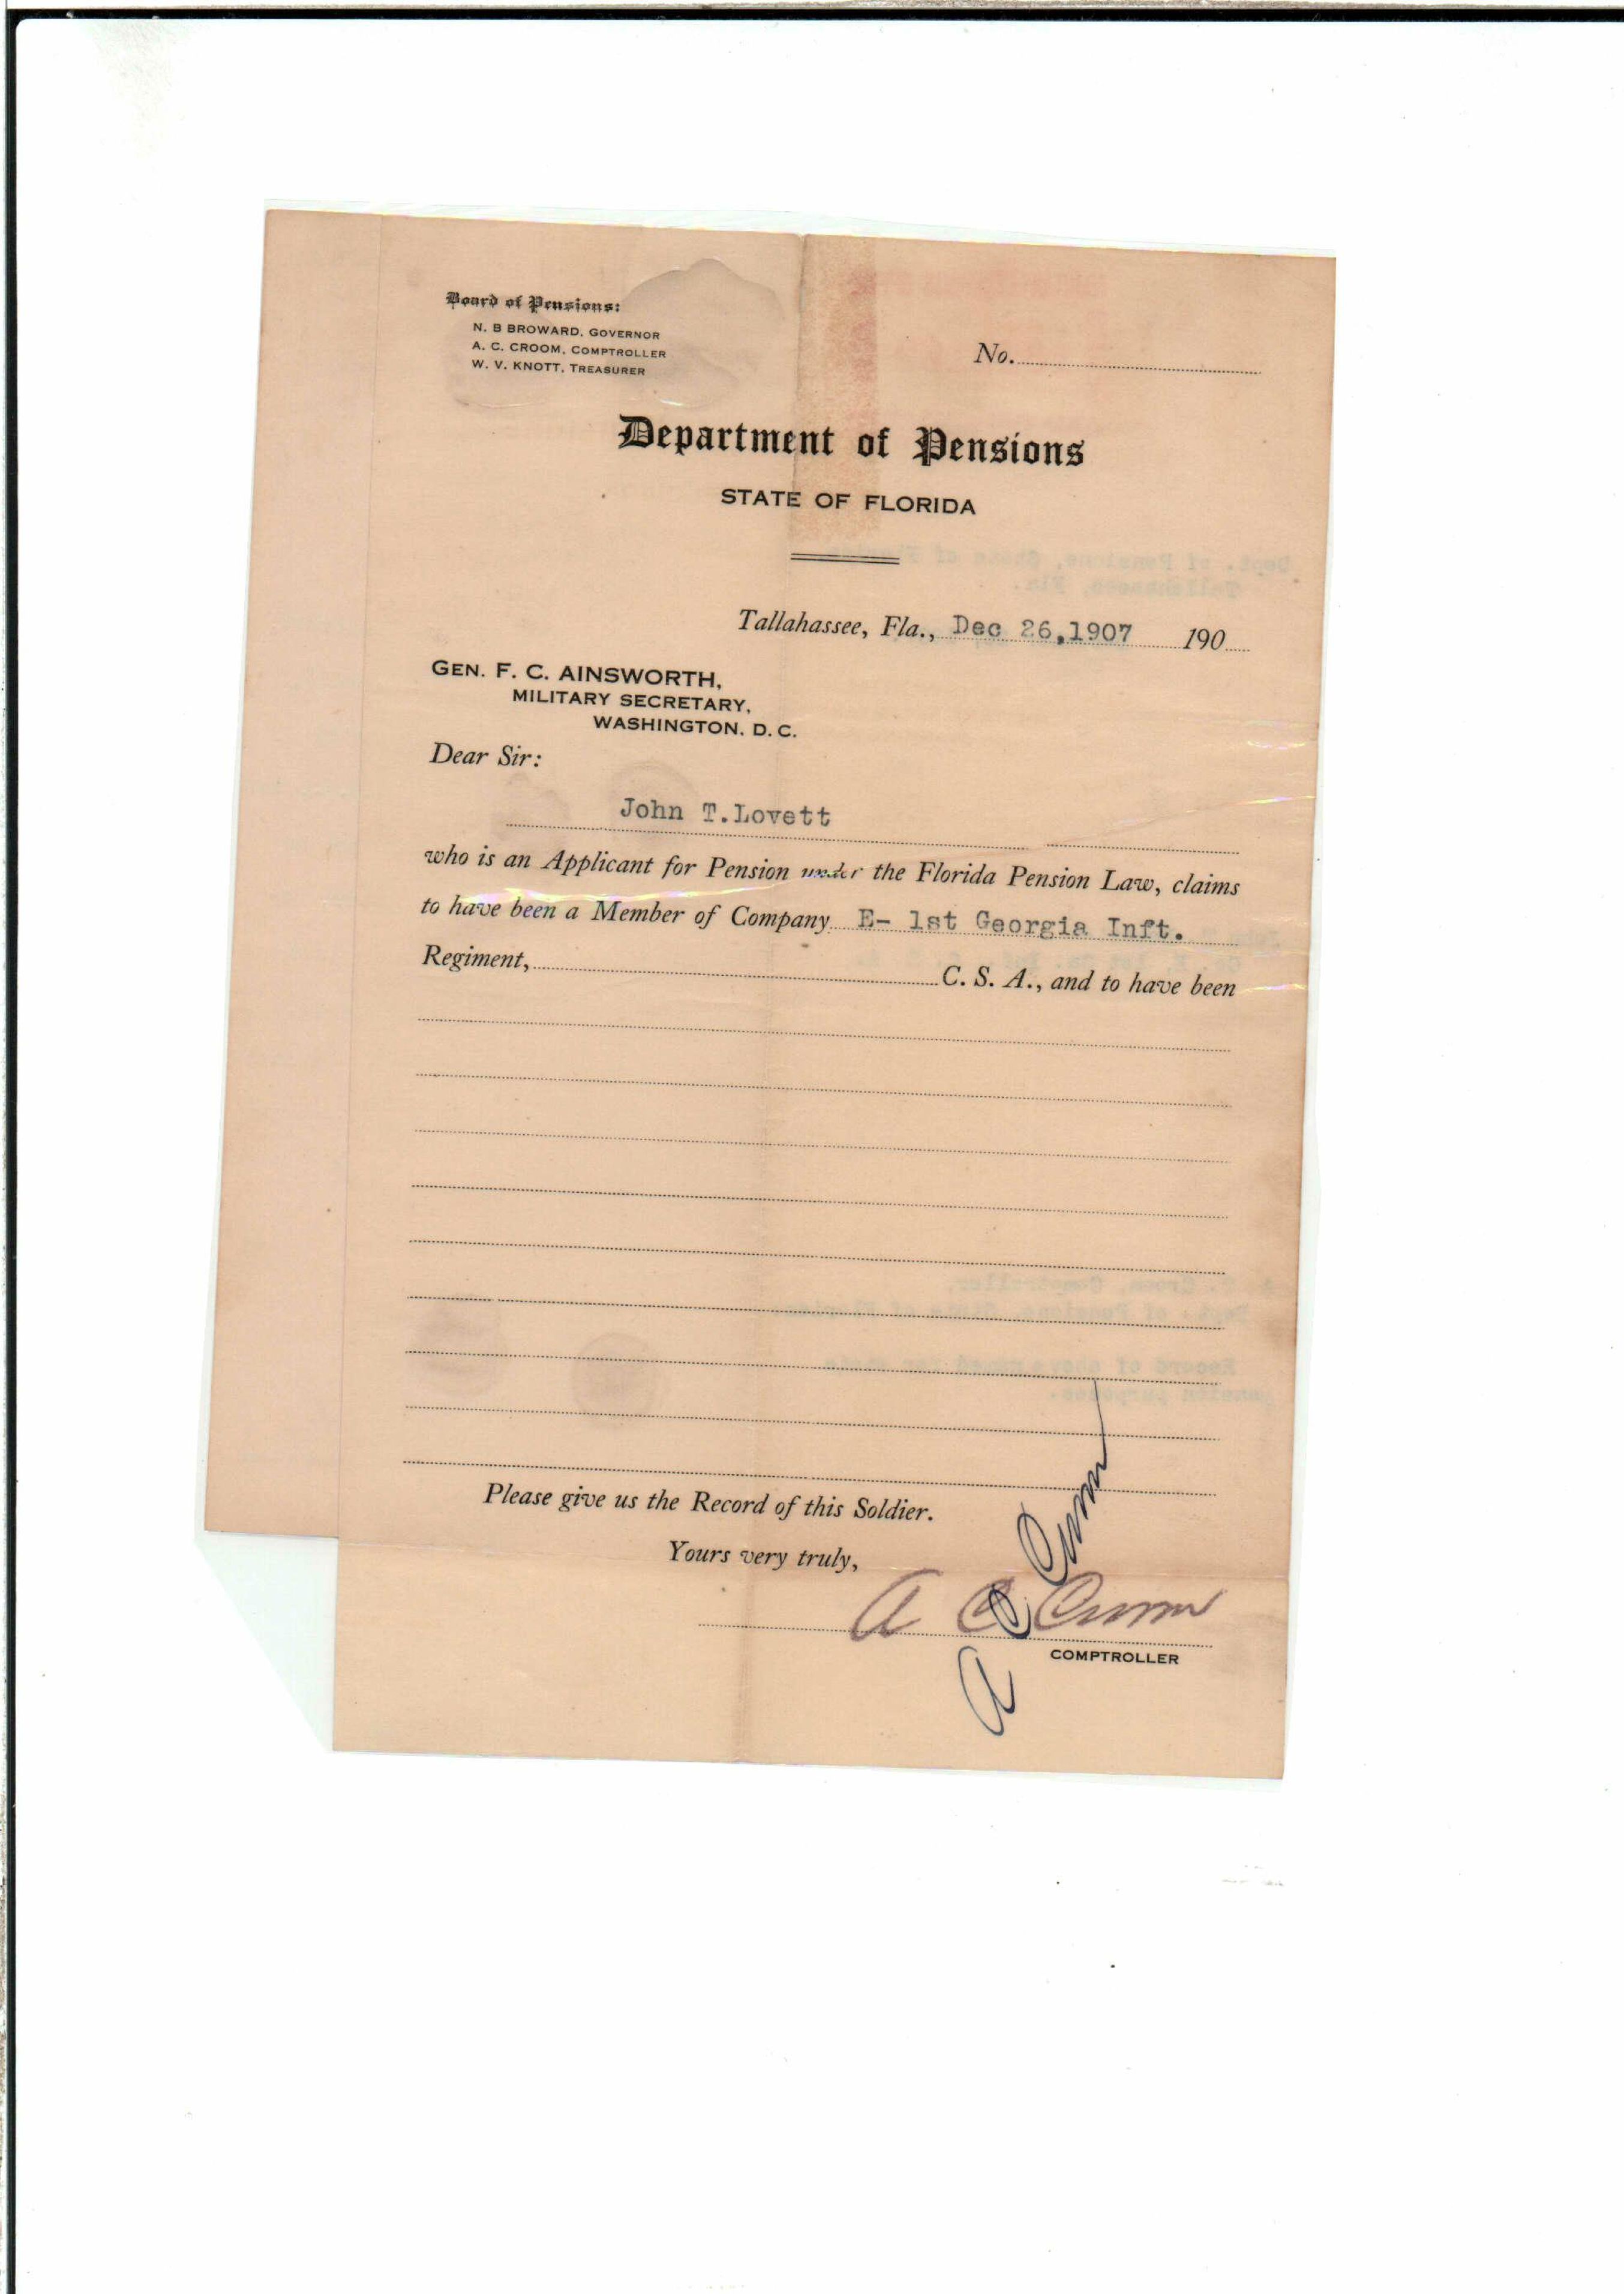 Board of Pensions:
N. B BROWARD, GOVERNOR
A. C. CROOM, COMPTROLLER
W. V. KNOTT, TREASURER
No.
Department of Pensions
STATE OF FLORIDA
Tallahassee, Fla., Dec 26,1907 190
GEN. F. C. AINSWORTH,
MILITARY SECRETARY,
WASHINGTON, D. C.
Dear Sir:
John T.Lovett
who is an Applicant for Pension under the Florida Pension Law, claims
to have been a Member of Company E- 1st Georgia Inft.
Regiment, C. S. A., and to have been
Please give us the Record of this Soldier.
Yours very truly,
A C Croom
A C Croom
COMPTROLLER